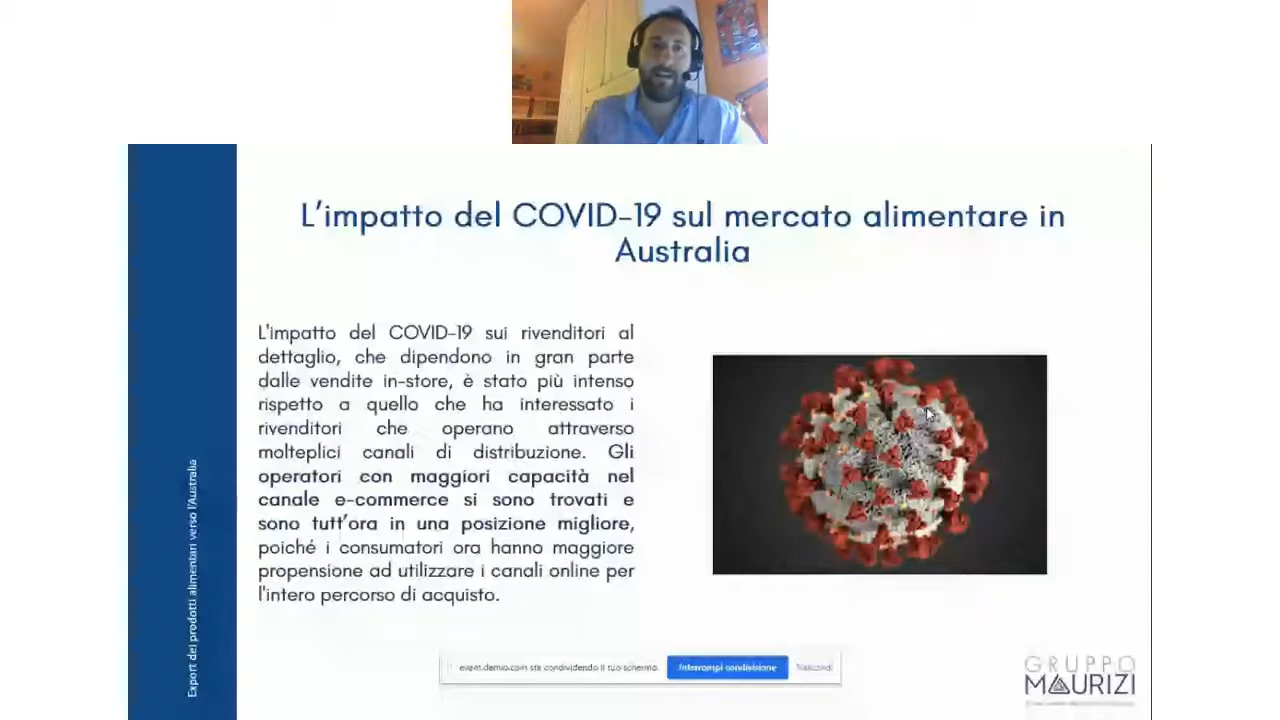 L'impatto del COVID-19 sul mercato alimentare in
Australia
L'impatto del COVID-19 sui rivenditori al
dettaglio, che dipendono in gran parte
dalle vendite in-store, è stato più intenso
rispetto a quello che ha interessato i
rivenditori che operano attraverso
molteplici canali di distribuzione. Gli
operatori con maggiori capacità nel
canale e-commerce si sono trovati e
sono tutt'ora in una posizione migliore,
poiché i consumatori ora hanno maggiore
propensione ad utilizzare i canali online per
l'intero percorso di acquisto.
Export dei prodotti alimentari verso l'Australia
event.demio.com sta condividendo il tuo schermo.
Interrompi condivisione
Nascondi
GRUPPO
MAURIZI